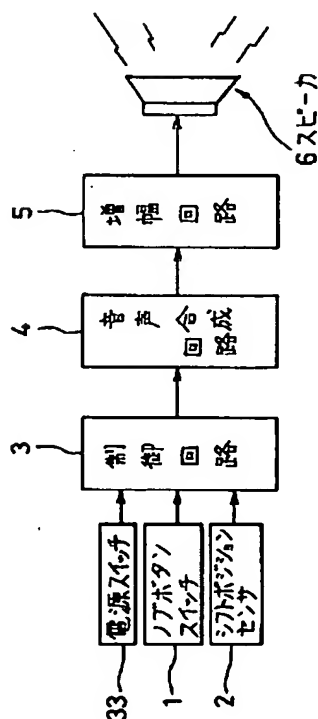 33
電源スイッチ
1
ノブボタン
スイッチ
2
シフトポジション
センサ
3
制御回路
4
音声合成
回路
5
増幅回路
6スピーカ